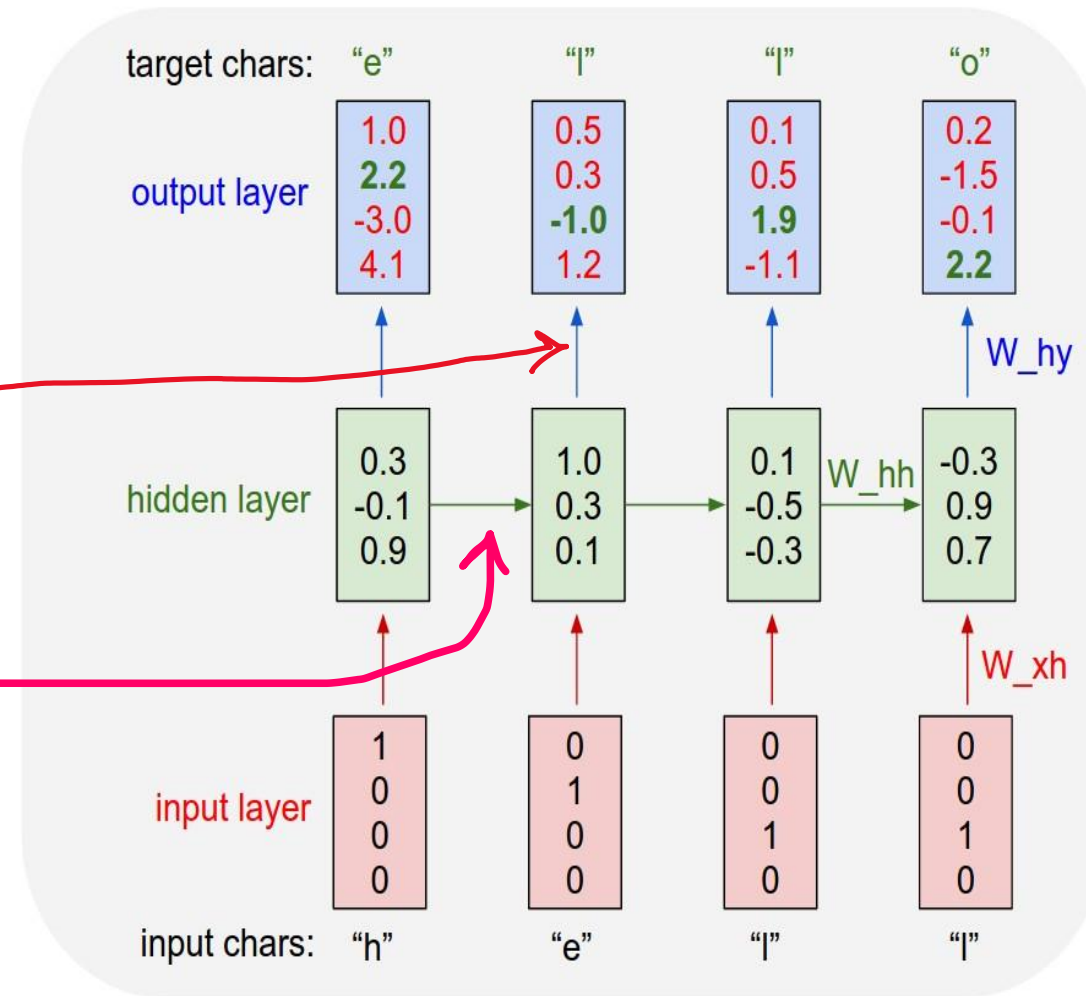 target chars: “e” “l” “l” “o”
1.0 0.5 0.1 0.2
2.2 0.3 0.5 -1.5
output layer
-3.0 -1.0 1.9 -0.1
4.1 1.2 -1.1 2.2
W_hy
0.3 1.0 0.1 W_hh -0.3
hidden layer -0.1 0.3 -0.5 0.9
0.9 0.1 -0.3 0.7
W_xh
1 0 0 0
0 1 0 0
input layer
0 0 1 1
0 0 0 0
input chars: “h” “e” “l” “l”